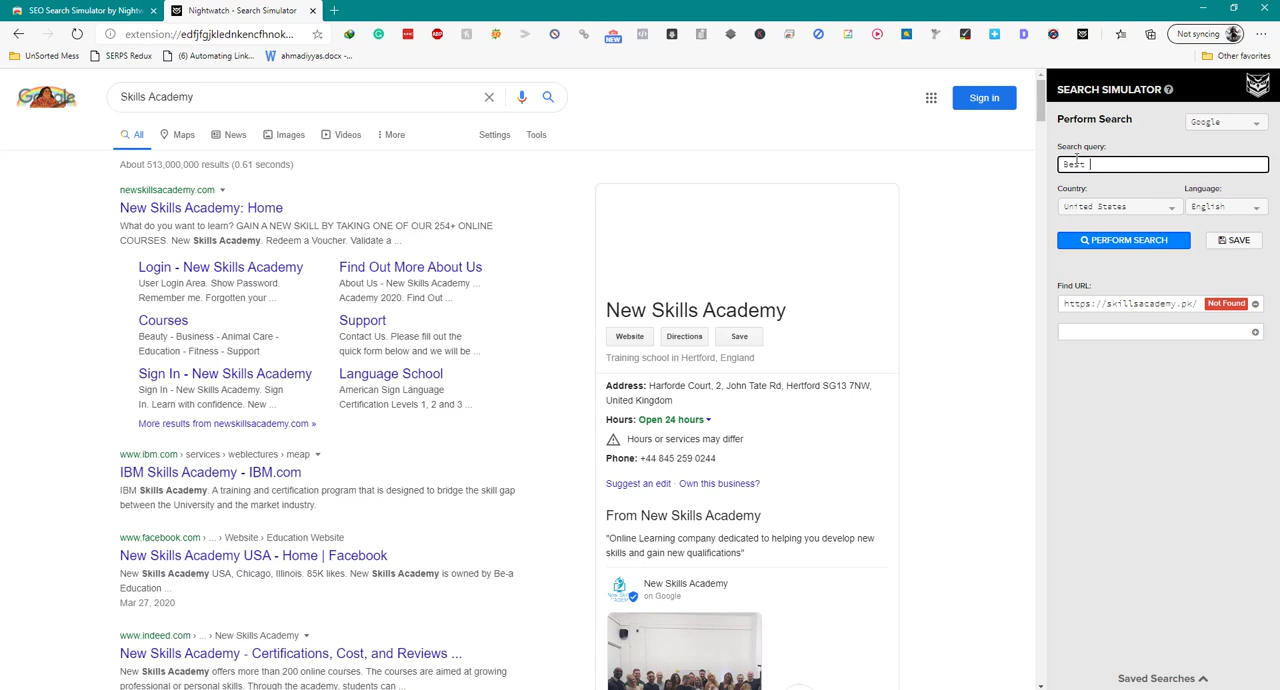 SEO Search Simulator by Nightw
Nightwatch - Search Simulator
extension://edfjfgjklednkencfhnok...
NEW
ABP
Not syncing
UnSorted Mess
SERPS Redux
(6) Automating Link...
ahmadiyyas.docx -...
Other favorites
Google
Skills Academy
Sign in
All
Maps
News
Images
Videos
More
Settings
Tools
About 513,000,000 results (0.61 seconds)
newskillsacademy.com
New Skills Academy: Home
What do you want to learn? GAIN A NEW SKILL BY TAKING ONE OF OUR 254+ ONLINE
COURSES. New Skills Academy. Redeem a Voucher. Validate a ...
Login - New Skills Academy
User Login Area. Show Password.
Remember me. Forgotten your ...
Find Out More About Us
About Us - New Skills Academy ...
Academy 2020. Find Out ...
Courses
Beauty - Business - Animal Care -
Education - Fitness - Support
Support
Contact Us. Please fill out the
quick form below and we will be ...
Sign In - New Skills Academy
Sign In - New Skills Academy. Sign
In. Learn with confidence. New ...
Language School
American Sign Language
Certification Levels 1, 2 and 3 ...
More results from newskillsacademy.com »
www.ibm.com › services › weblectures › meap
IBM Skills Academy - IBM.com
IBM Skills Academy. A training and certification program that is designed to bridge the skill gap
between the University and the market industry.
www.facebook.com › ... › Website › Education Website
New Skills Academy USA - Home | Facebook
New Skills Academy USA, Chicago, Illinois. 85K likes. New Skills Academy is owned by Be-a
Education ...
Mar 27, 2020
www.indeed.com › ... › New Skills Academy
New Skills Academy - Certifications, Cost, and Reviews ...
New Skills Academy offers more than 200 online courses. The courses are aimed at growing
professional or personal skills. Through the academy, students can ...
New Skills Academy
Website
Directions
Save
Training school in Hertford, England
Address: Harforde Court, 2, John Tate Rd, Hertford SG13 7NW,
United Kingdom
Hours: Open 24 hours
Hours or services may differ
Phone: +44 845 259 0244
Suggest an edit · Own this business?
From New Skills Academy
"Online Learning company dedicated to helping you develop new
skills and gain new qualifications"
New Skills Academy
on Google
SEARCH SIMULATOR
Perform Search
Google
Search query:
Best
Country:
Language:
United States
English
PERFORM SEARCH
SAVE
Find URL:
https://skillsacademy.pk/
Not Found
Saved Searches